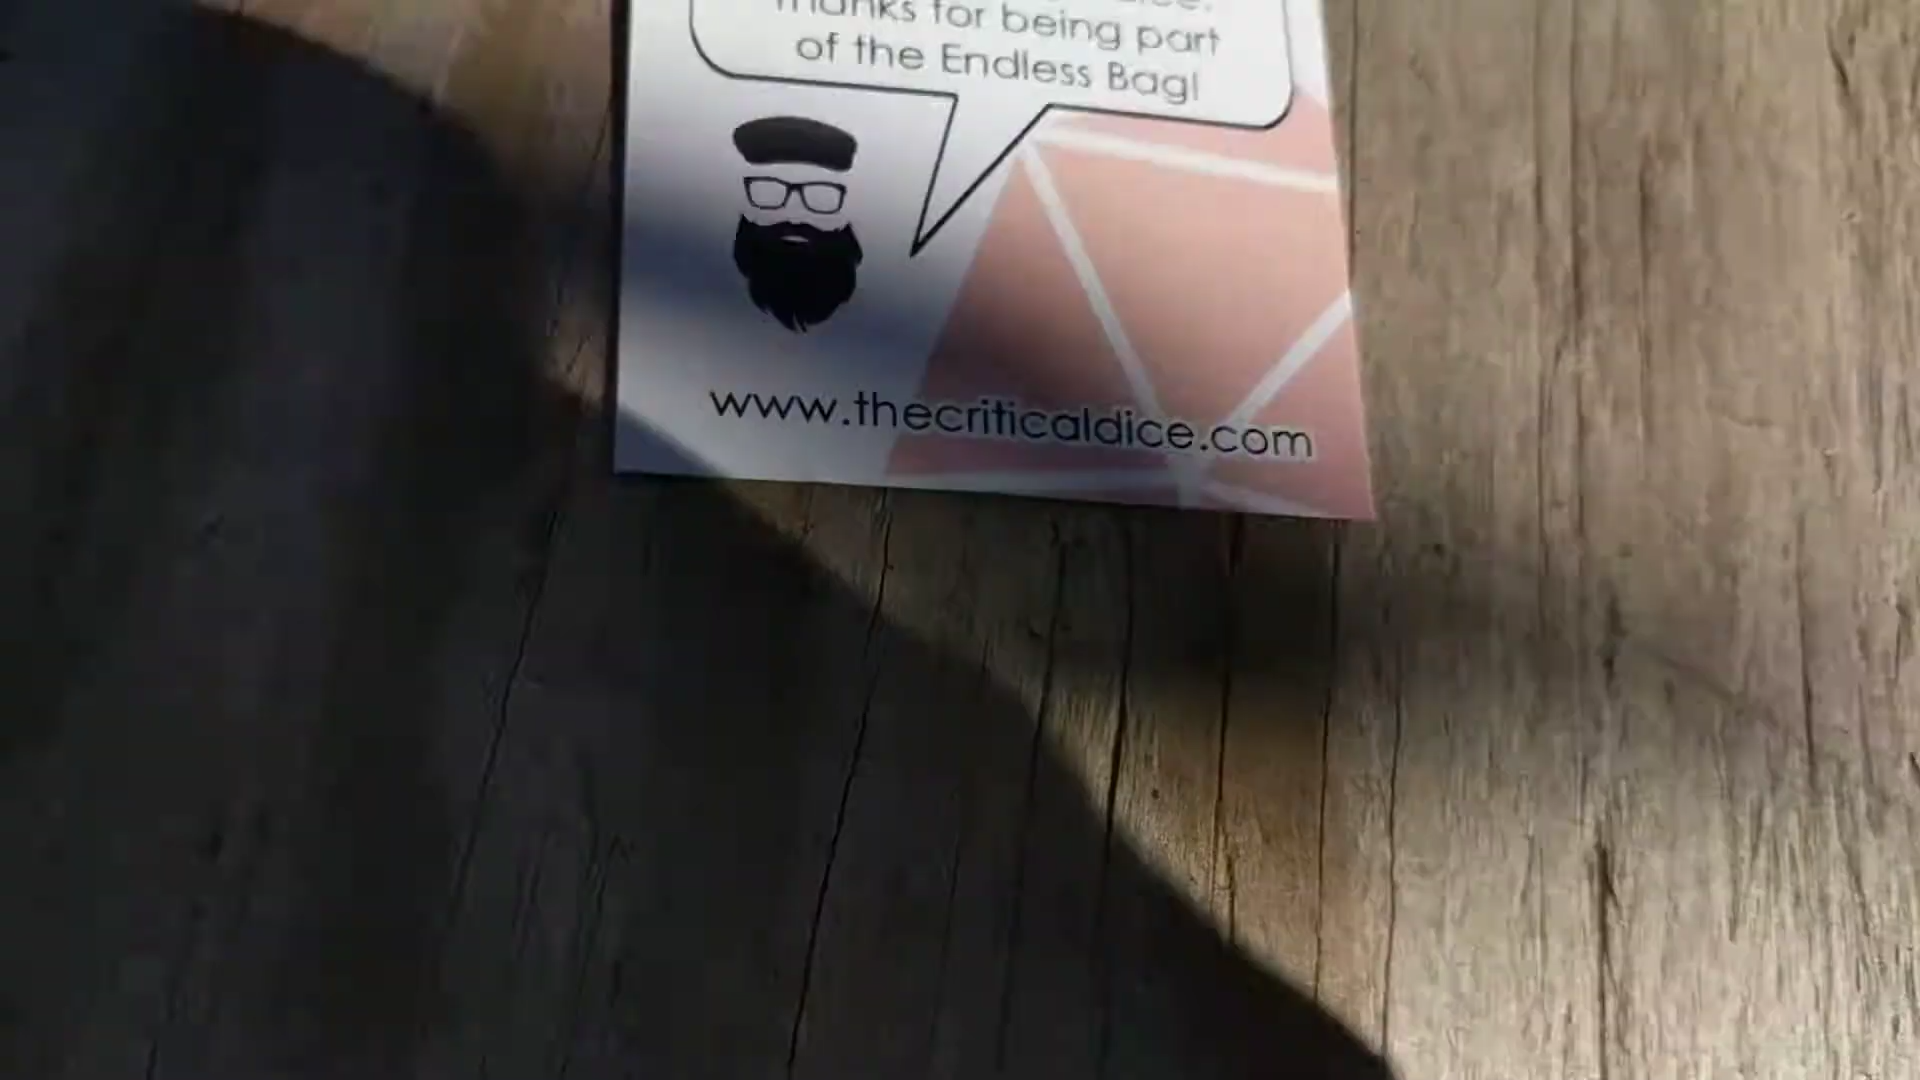 Thanks for being part
of the Endless Bag!
www.thecriticaldice.com